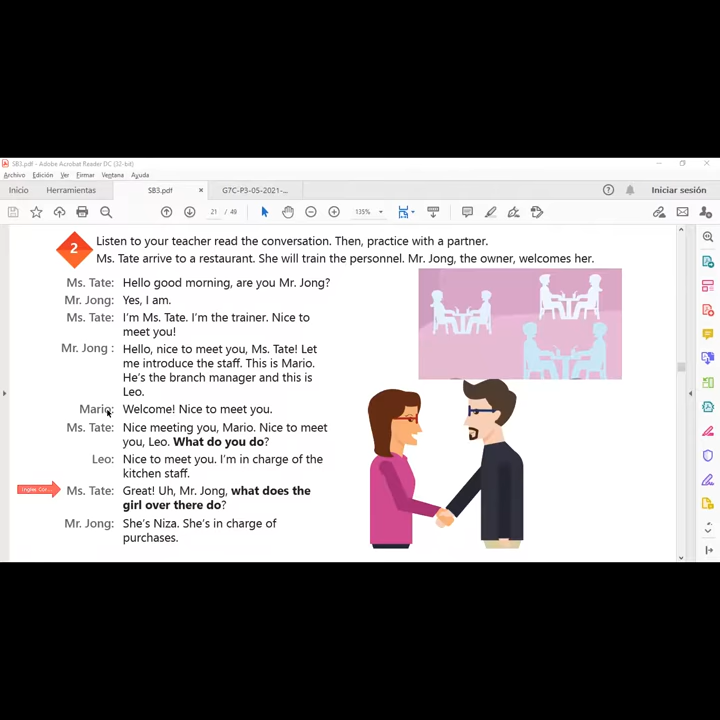 SB3.pdf - Adobe Acrobat Reader DC (32-bit)
Archivo Edición Ver Firmar Ventana Ayuda
Inicio Herramientas SB3.pdf × G7C-P3-05-2021-... Iniciar sesión
21 / 49 135%
2 Listen to your teacher read the conversation. Then, practice with a partner.
Ms. Tate arrive to a restaurant. She will train the personnel. Mr. Jong, the owner, welcomes her.
Ms. Tate: Hello good morning, are you Mr. Jong?
Mr. Jong: Yes, I am.
Ms. Tate: I'm Ms. Tate. I'm the trainer. Nice to
meet you!
Mr. Jong : Hello, nice to meet you, Ms. Tate! Let
me introduce the staff. This is Mario.
He's the branch manager and this is
Leo.
Mario: Welcome! Nice to meet you.
Ms. Tate: Nice meeting you, Mario. Nice to meet
you, Leo. What do you do?
Leo: Nice to meet you. I'm in charge of the
kitchen staff.
Ms. Tate: Great! Uh, Mr. Jong, what does the
girl over there do?
Mr. Jong: She's Niza. She's in charge of
purchases.